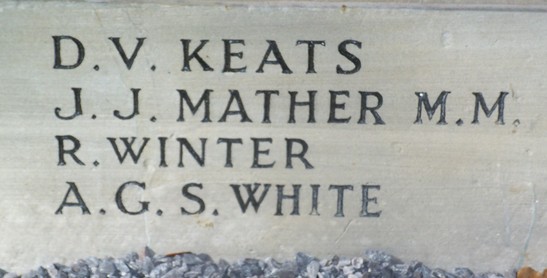 D.V. KEATS
J. J. MATHER M.M.
R. WINTER
A.G.S. WHITE